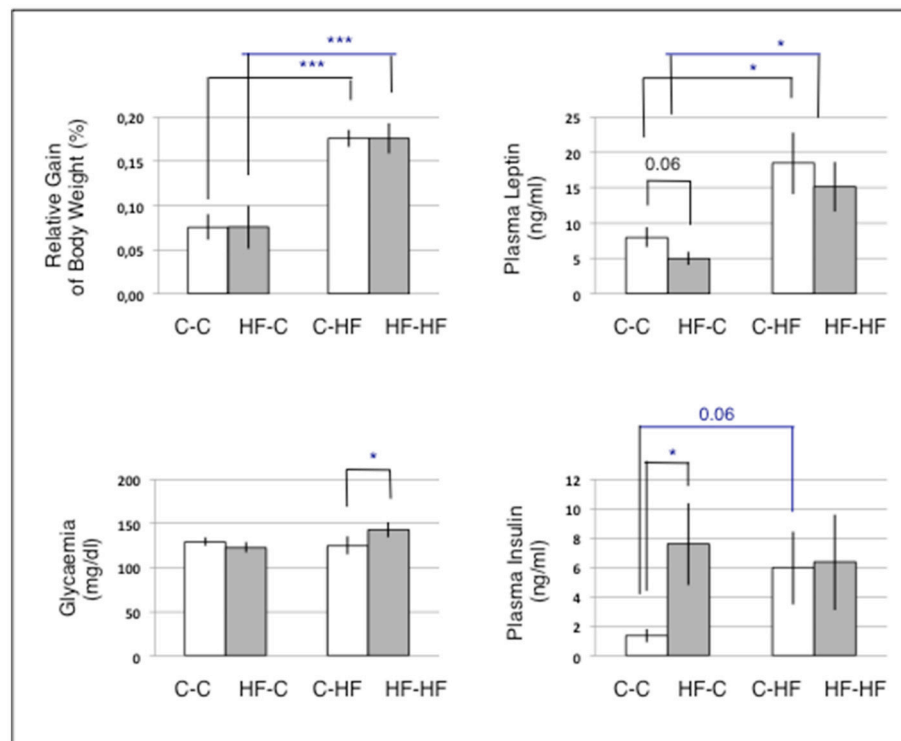 ***
***
Relative Gain
of Body Weight (%)
0,20
0,15
0,10
0,05
0,00
C-C HF-C C-HF HF-HF
*
*
0.06
Plasma Leptin
(ng/ml)
25
20
15
10
5
0
C-C HF-C C-HF HF-HF
*
Glycaemia
(mg/dl)
200
150
100
50
0
C-C HF-C C-HF HF-HF
0.06
*
Plasma Insulin
(ng/ml)
12
10
8
6
4
2
0
C-C HF-C C-HF HF-HF